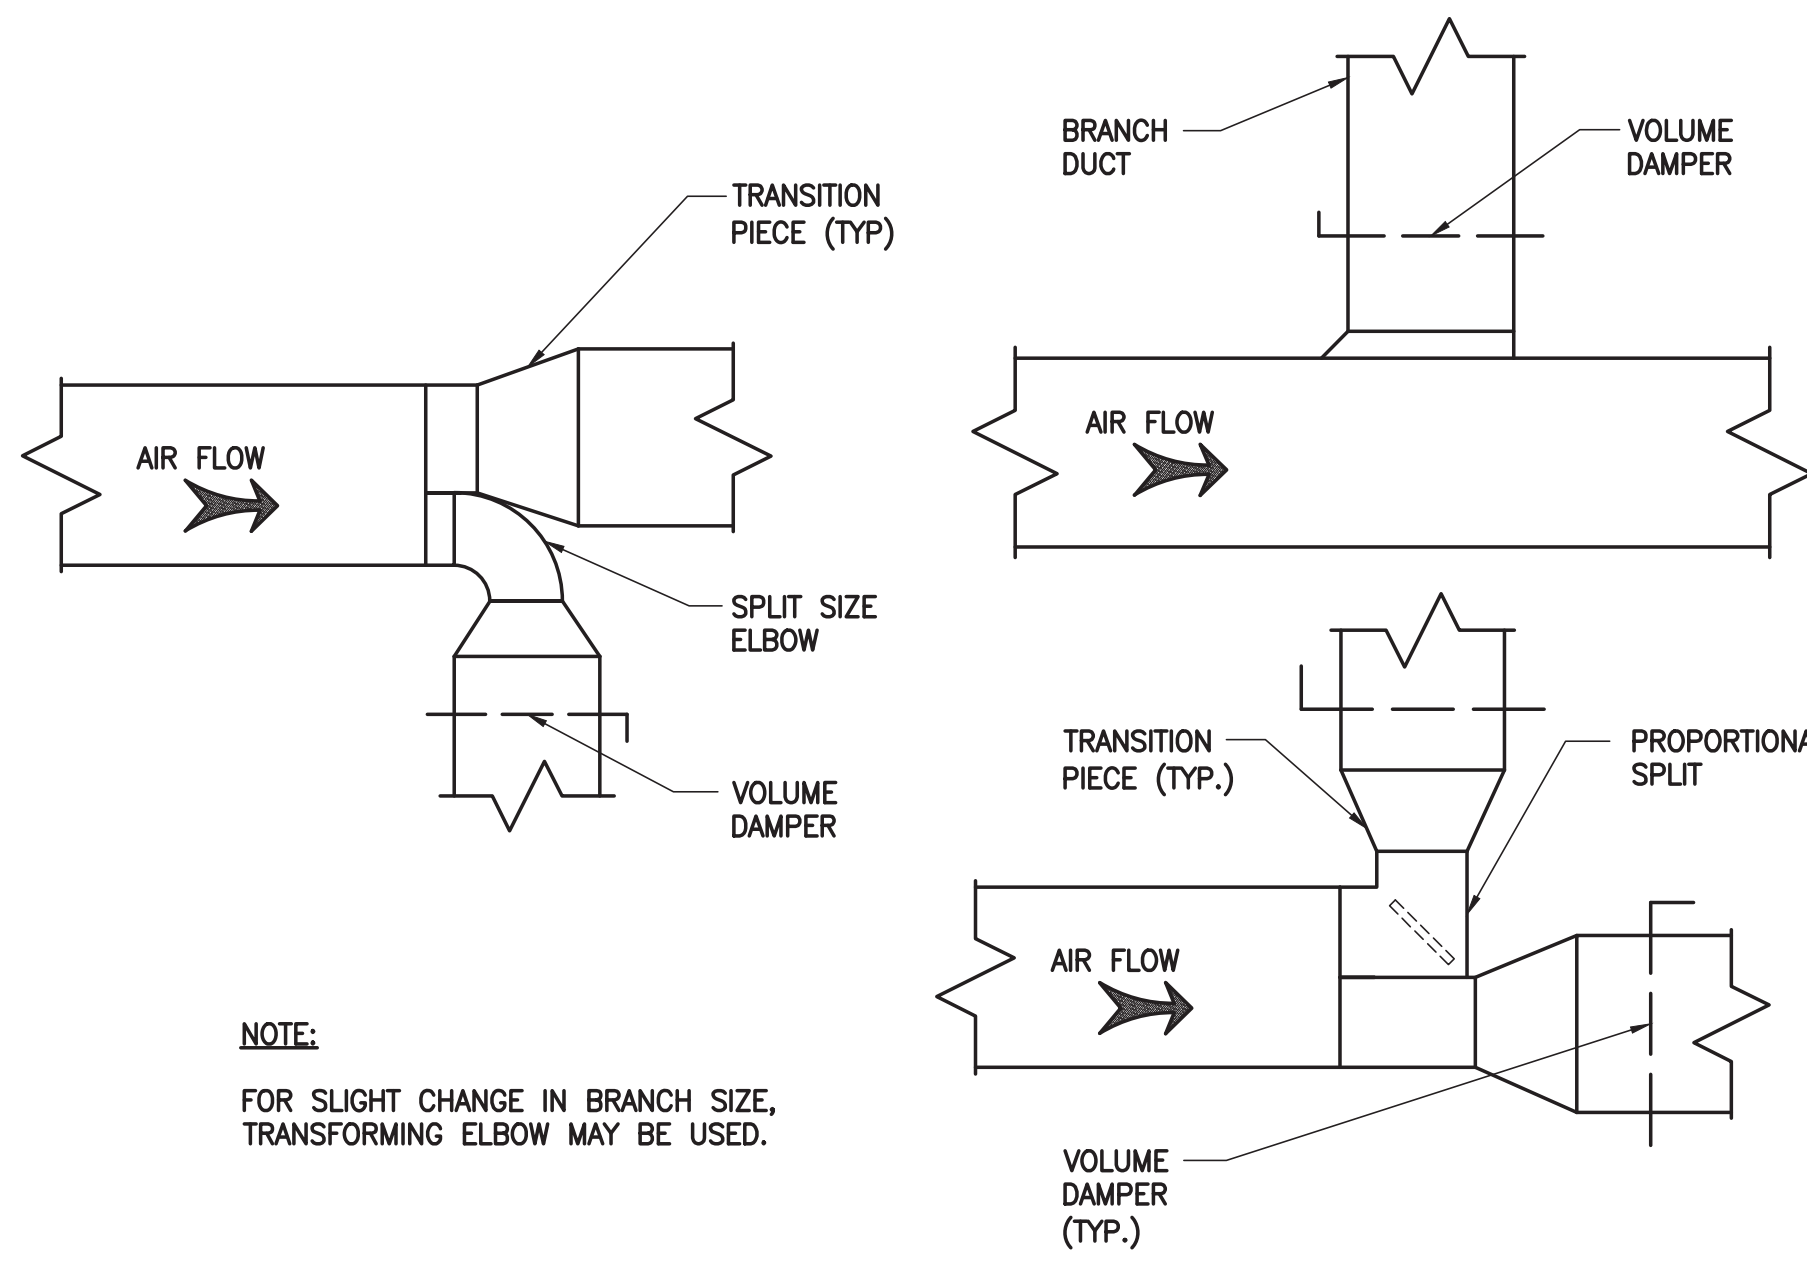 TRANSITION
PIECE (TYP)
AIR FLOW
SPLIT SIZE
ELBOW
VOLUME
DAMPER
NOTE:
FOR SLIGHT CHANGE IN BRANCH SIZE,
TRANSFORMING ELBOW MAY BE USED.
BRANCH
DUCT
VOLUME
DAMPER
AIR FLOW
TRANSITION
PIECE (TYP.)
PROPORTIONA
SPLIT
AIR FLOW
VOLUME
DAMPER
(TYP.)